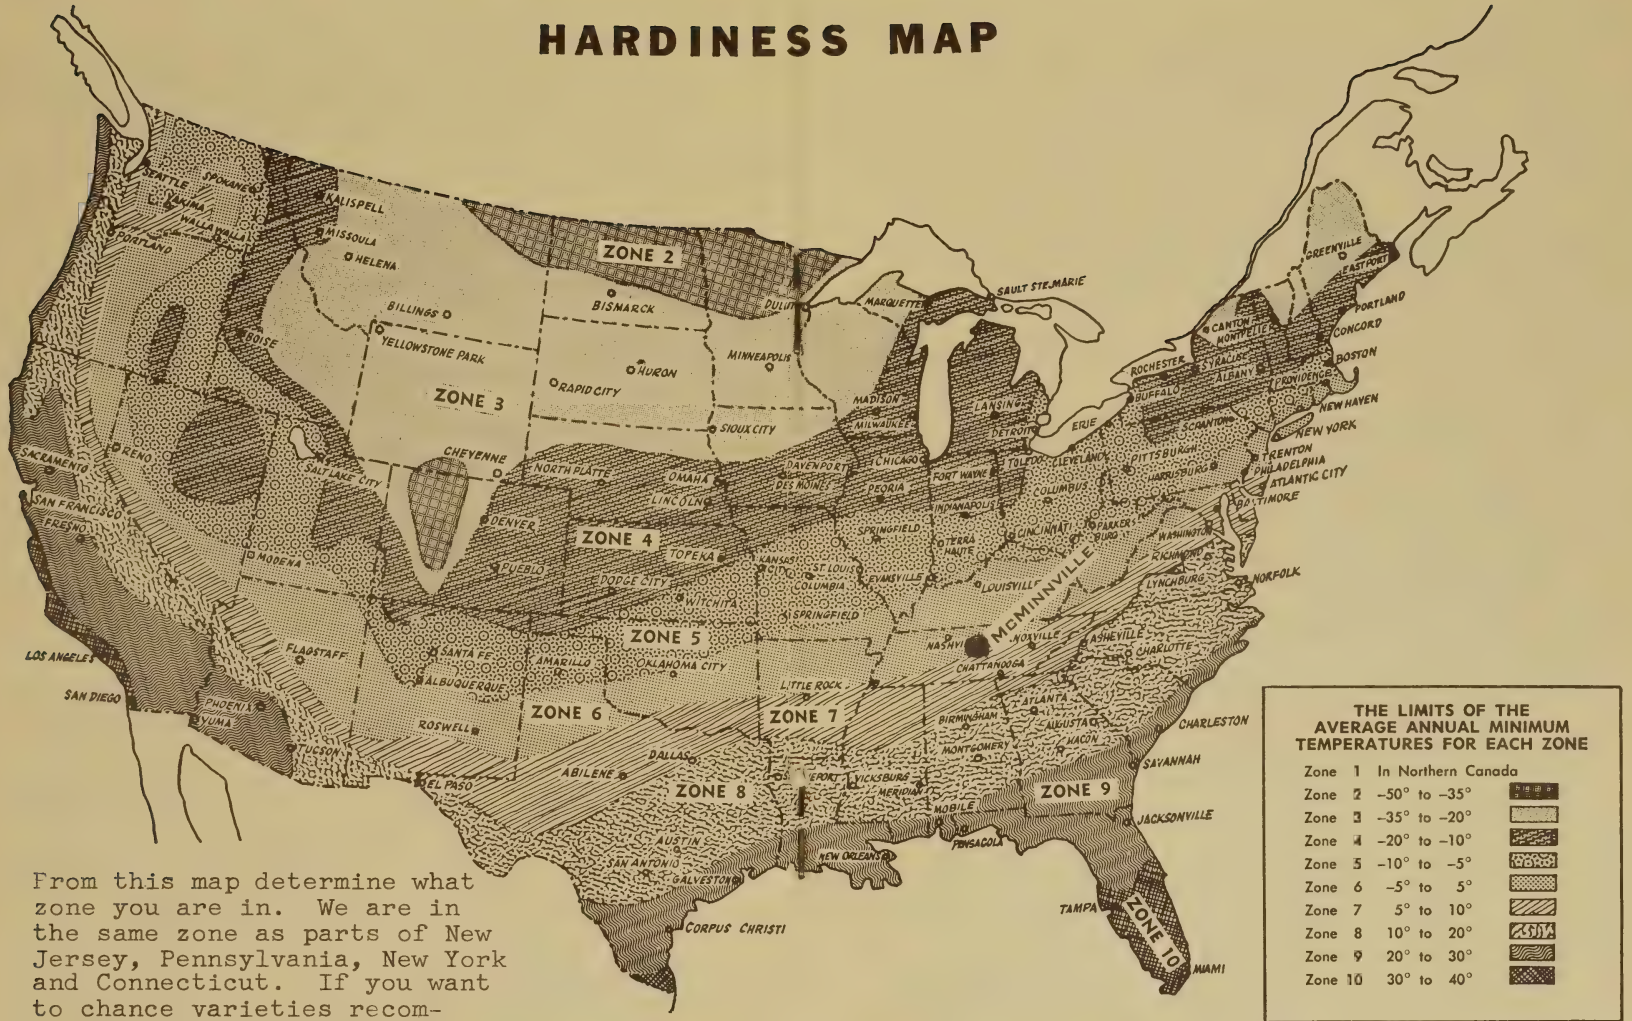 HARDINESS MAP
SEATTLE
SPOKANE
YAKIMA
WALLA WALLA
PORTLAND
KALISPELL
MISSOULA
HELENA
BILLINGS
YELLOWSTONE PARK
BOISE
ZONE 2
BISMARCK
DULUTH
MARQUETTE
SAULT STE. MARIE
GREENVILLE
EASTPORT
PORTLAND
CANTON
MONTPELIER
CONCORD
ROCHESTER
SYRACUSE
ALBANY
BOSTON
PROVIDENCE
BUFFALO
NEW HAVEN
NEW YORK
SCRANTON
MINNEAPOLIS
HURON
RAPID CITY
ZONE 3
SIOUX CITY
MADISON
MILWAUKEE
LANSING
DETROIT
ERIE
CHEYENNE
NORTH PLATTE
OMAHA
LINCOLN
DAVENPORT
DES MOINES
CHICAGO
FORT WAYNE
TOLEDO
CLEVELAND
PITTSBURGH
HARRISBURG
TRENTON
PHILADELPHIA
ATLANTIC CITY
BALTIMORE
RENO
SACRAMENTO
SAN FRANCISCO
FRESNO
SALT LAKE CITY
MODENA
DENVER
PUEBLO
ZONE 4
TOPEKA
DODGE CITY
WITCHITA
KANSAS CITY
ST. LOUIS
COLUMBIA
SPRINGFIELD
PEORIA
SPRINGFIELD
INDIANAPOLIS
TERRA HAUTE
COLUMBUS
CINCINNATI
PARKERSBURG
WASHINGTON
RICHMOND
LYNCHBURG
NORFOLK
EVANSVILLE
LOUISVILLE
ZONE 5
McMINNVILLE
NASHVI
KNOXVILLE
ASHEVILLE
CHARLOTTE
CHATTANOOGA
FLAGSTAFF
SANTA FE
ALBUQUERQUE
AMARILLO
OKLAHOMA CITY
LITTLE ROCK
LOS ANGELES
SAN DIEGO
PHOENIX
YUMA
TUCSON
ROSWELL
EL PASO
ZONE 6
ZONE 7
ABILENE
DALLAS
ZONE 8
VICKSBURG
MERIDIAN
BIRMINGHAM
MONTGOMERY
ATLANTA
AUGUSTA
MACON
CHARLESTON
SAVANNAH
ZONE 9
JACKSONVILLE
MOBILE
PENSACOLA
NEW ORLEANS
AUSTIN
SAN ANTONIO
GALVESTON
CORPUS CHRISTI
TAMPA
ZONE 10
MIAMI
THE LIMITS OF THE
AVERAGE ANNUAL MINIMUM
TEMPERATURES FOR EACH ZONE
Zone 1 In Northern Canada
Zone 2 -50° to -35°
Zone 3 -35° to -20°
Zone 4 -20° to -10°
Zone 5 -10° to -5°
Zone 6 -5° to 5°
Zone 7 5° to 10°
Zone 8 10° to 20°
Zone 9 20° to 30°
Zone 10 30° to 40°
From this map determine what
zone you are in. We are in
the same zone as parts of New
Jersey, Pennsylvania, New York
and Connecticut. If you want
to chance varieties recom-